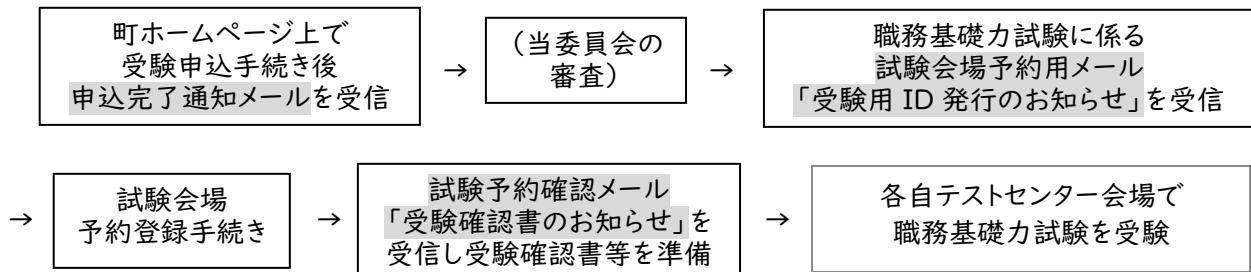 町ホームページ上で
受験申込手続き後
申込完了通知メールを受信
→
(当委員会の
審査)
→
職務基礎力試験に係る
試験会場予約用メール
「受験用 ID 発行のお知らせ」を受信
→
試験会場
予約登録手続き
→
試験予約確認メール
「受験確認書のお知らせ」を
受信し受験確認書等を準備
→
各自テストセンター会場で
職務基礎力試験を受験